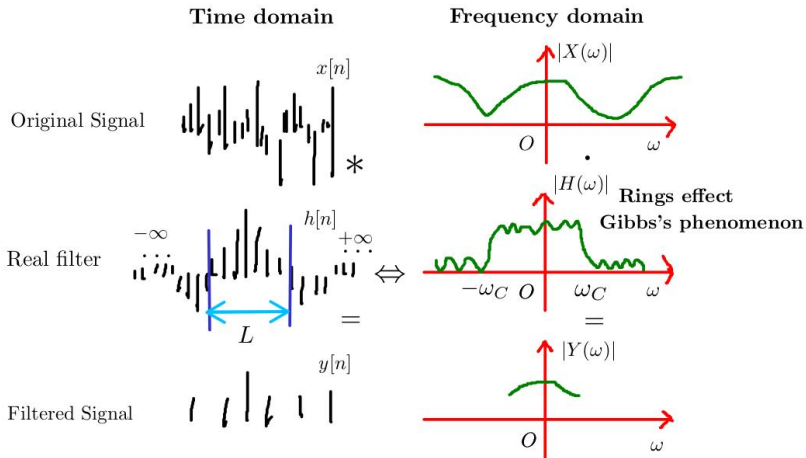 Time domain
Frequency domain
x[n]
|X(ω)|
Original Signal
*
O
ω
·
|H(ω)|
Rings effect
Gibbs's phenomenon
h[n]
−∞
+∞
. . .
. . .
Real filter
⇔
−ω_C
O
ω_C
ω
L
=
=
y[n]
|Y(ω)|
Filtered Signal
O
ω